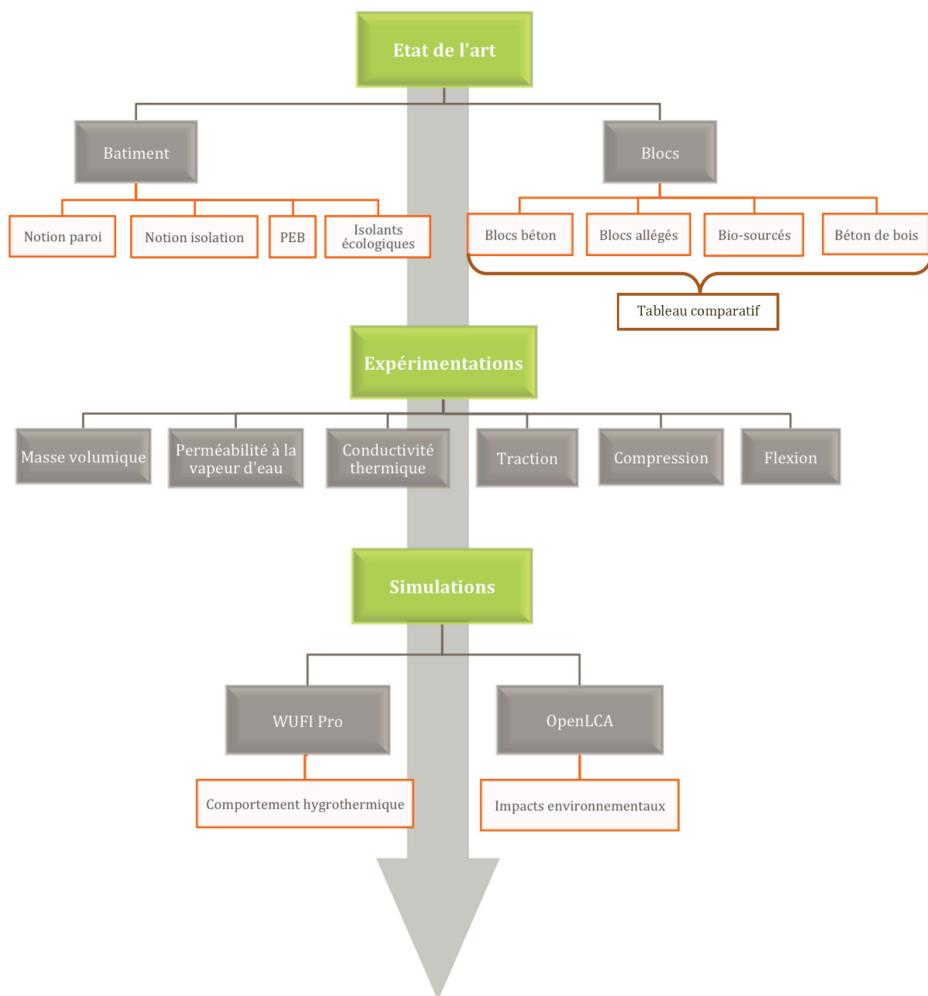 Etat de l'art
Batiment
Blocs
Notion paroi
Notion isolation
PEB
Isolants
écologiques
Blocs béton
Blocs allégés
Bio-sourcés
Béton de bois
Tableau comparatif
Expérimentations
Masse volumique
Perméabilité à la
vapeur d'eau
Conductivité
thermique
Traction
Compression
Flexion
Simulations
WUFI Pro
OpenLCA
Comportement hygrothermique
Impacts environnementaux